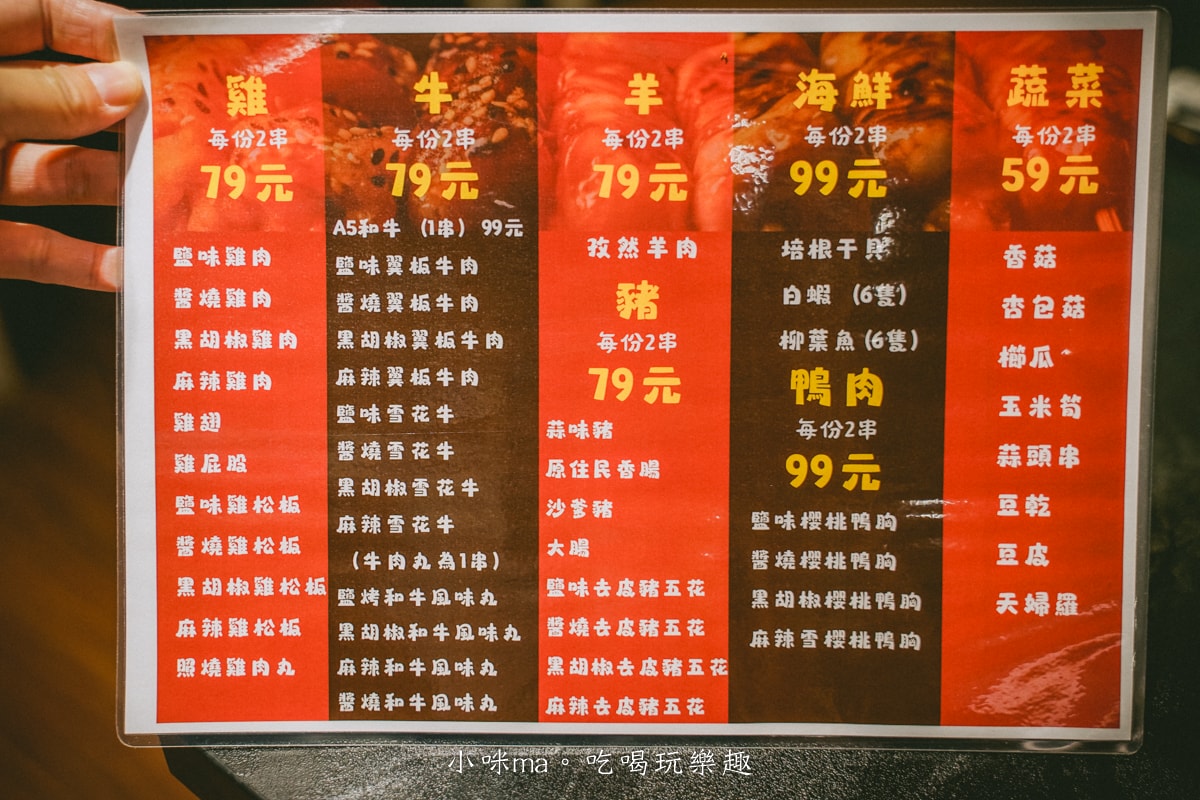 雞
每份2串
79元
鹽味雞肉
醬燒雞肉
黑胡椒雞肉
麻辣雞肉
雞翅
雞屁股
鹽味雞松板
醬燒雞松板
黑胡椒雞松板
麻辣雞松板
照燒雞肉丸
牛
每份2串
79元
A5和牛 (1串) 99元
鹽味翼板牛肉
醬燒翼板牛肉
黑胡椒翼板牛肉
麻辣翼板牛肉
鹽味雪花牛
醬燒雪花牛
黑胡椒雪花牛
麻辣雪花牛
(牛肉丸為1串)
鹽烤和牛風味丸
黑胡椒和牛風味丸
麻辣和牛風味丸
醬燒和牛風味丸
羊
每份2串
79元
孜然羊肉
豬
每份2串
79元
蒜味豬
原住民香腸
沙爹豬
大腸
鹽味去皮豬五花
醬燒去皮豬五花
黑胡椒去皮豬五花
麻辣去皮豬五花
海鮮
每份2串
99元
培根干貝
白蝦 (6隻)
柳葉魚(6隻)
鴨肉
每份2串
99元
鹽味櫻桃鴨胸
醬燒櫻桃鴨胸
黑胡椒櫻桃鴨胸
麻辣雪櫻桃鴨胸
蔬菜
每份2串
59元
香菇
杏包菇
櫛瓜
玉米筍
蒜頭串
豆乾
豆皮
天婦羅
小咪ma。吃喝玩樂趣